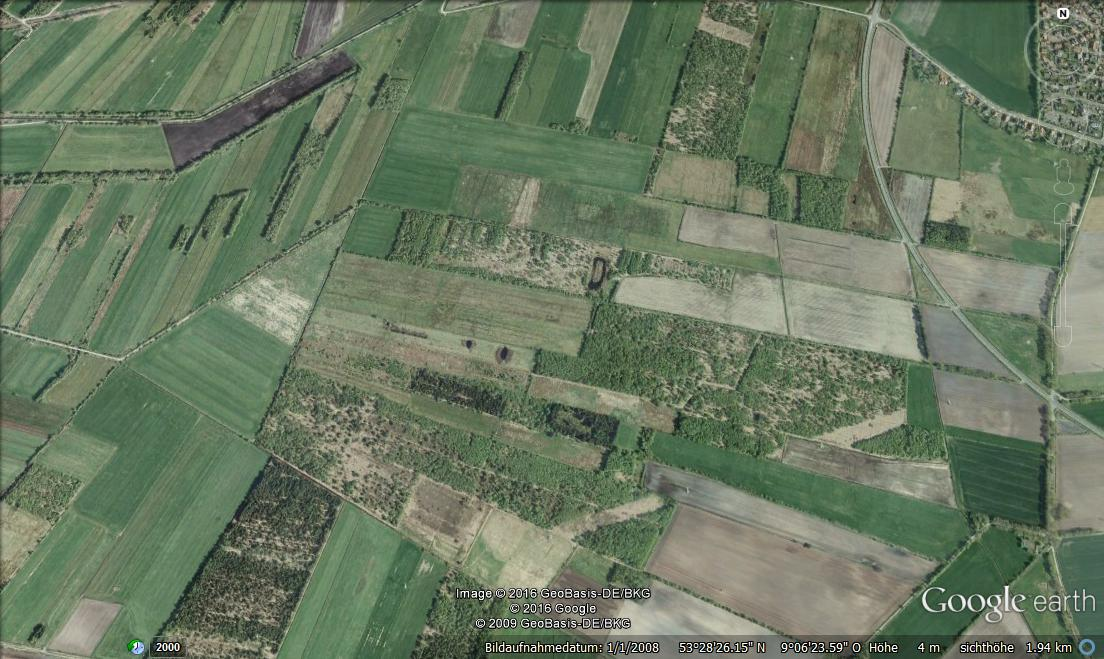 N
Image © 2016 GeoBasis-DE/BKG
© 2016 Google
© 2009 GeoBasis-DE/BKG
Google earth
2000
Bildaufnahmedatum: 1/1/2008 53°28'26.15" N 9°06'23.59" O Höhe 4 m sichthöhe 1.94 km